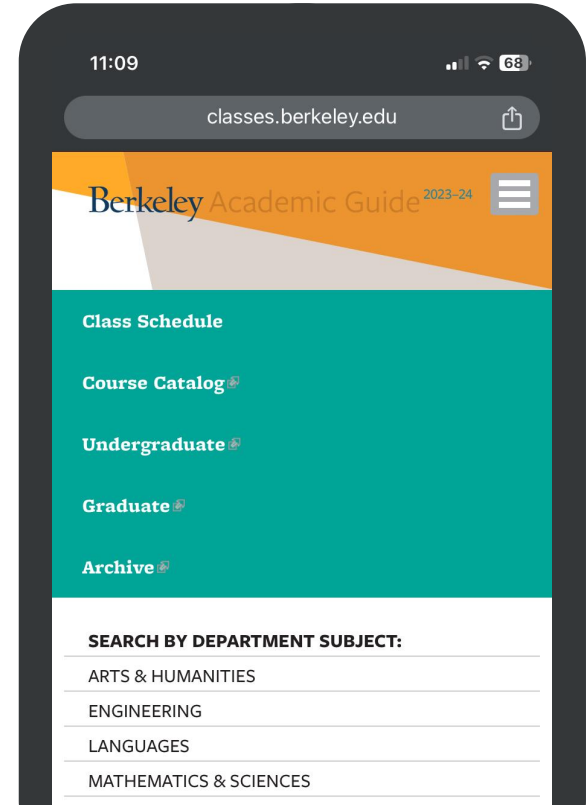 11:09
68
classes.berkeley.edu
Berkeley Academic Guide 2023–24
Class Schedule
Course Catalog
Undergraduate
Graduate
Archive
SEARCH BY DEPARTMENT SUBJECT:
ARTS & HUMANITIES
ENGINEERING
LANGUAGES
MATHEMATICS & SCIENCES